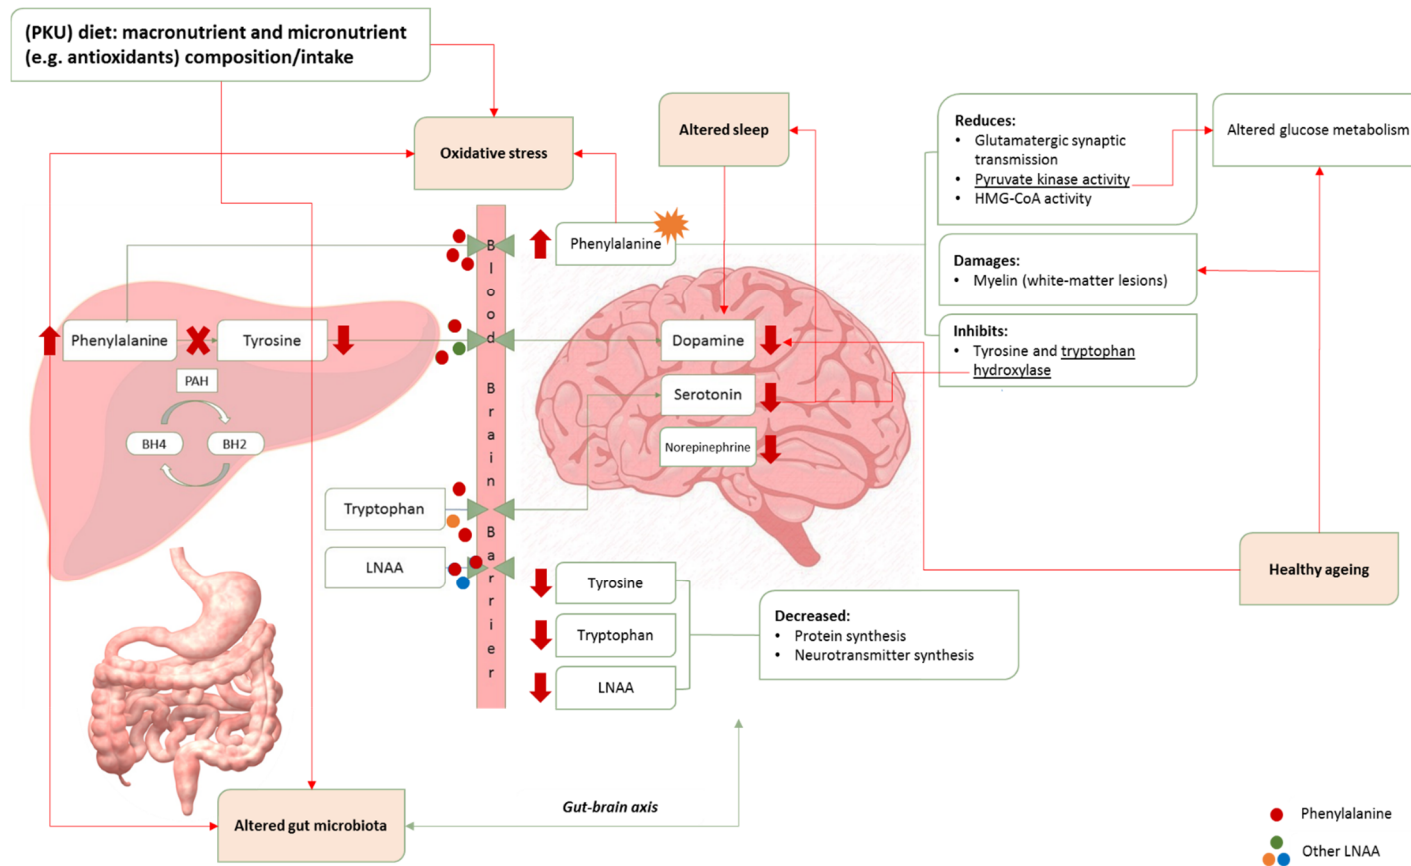 (PKU) diet: macronutrient and micronutrient
(e.g. antioxidants) composition/intake
Oxidative stress
Altered sleep
Reduces:
• Glutamatergic synaptic
transmission
• Pyruvate kinase activity
• HMG-CoA activity
Altered glucose metabolism
Phenylalanine
Damages:
• Myelin (white-matter lesions)
Inhibits:
• Tyrosine and tryptophan
hydroxylase
Phenylalanine
Tyrosine
PAH
BH4
BH2
Blood Brain Barrier
Dopamine
Serotonin
Norepinephrine
Tryptophan
LNAA
Tyrosine
Tryptophan
LNAA
Decreased:
• Protein synthesis
• Neurotransmitter synthesis
Healthy ageing
Altered gut microbiota
Gut-brain axis
Phenylalanine
Other LNAA